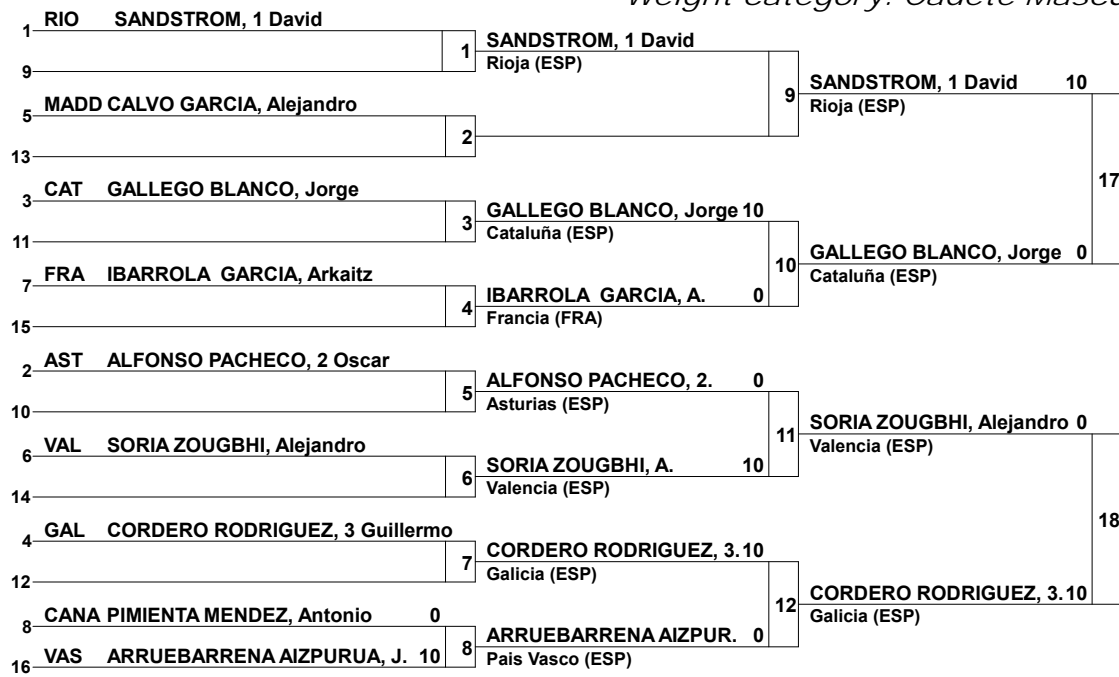 Weight category: Cadete Mascu
1 RIO SANDSTROM, 1 David
9
1
SANDSTROM, 1 David
Rioja (ESP)
5 MADD CALVO GARCIA, Alejandro
13
2
9
SANDSTROM, 1 David 10
Rioja (ESP)
3 CAT GALLEGO BLANCO, Jorge
11
3
GALLEGO BLANCO, Jorge 10
Cataluña (ESP)
7 FRA IBARROLA GARCIA, Arkaitz
15
4
IBARROLA GARCIA, A. 0
Francia (FRA)
10
GALLEGO BLANCO, Jorge 0
Cataluña (ESP)
17
2 AST ALFONSO PACHECO, 2 Oscar
10
5
ALFONSO PACHECO, 2. 0
Asturias (ESP)
6 VAL SORIA ZOUGBHI, Alejandro
14
6
SORIA ZOUGBHI, A. 10
Valencia (ESP)
11
SORIA ZOUGBHI, Alejandro 0
Valencia (ESP)
4 GAL CORDERO RODRIGUEZ, 3 Guillermo
12
7
CORDERO RODRIGUEZ, 3. 10
Galicia (ESP)
8 CANA PIMIENTA MENDEZ, Antonio 0
16 VAS ARRUEBARRENA AIZPURUA, J. 10
8
ARRUEBARRENA AIZPUR. 0
Pais Vasco (ESP)
12
CORDERO RODRIGUEZ, 3. 10
Galicia (ESP)
18